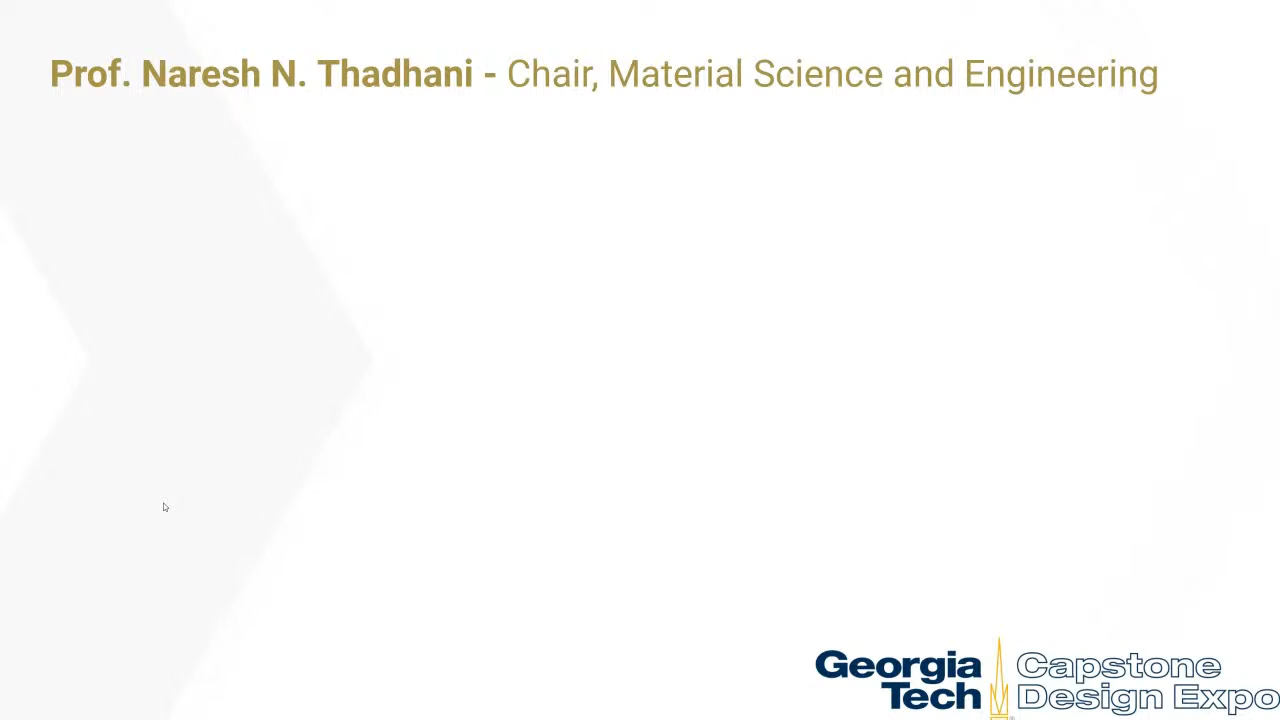 Prof. Naresh N. Thadhani - Chair, Material Science and Engineering
Georgia Tech
Capstone Design Expo